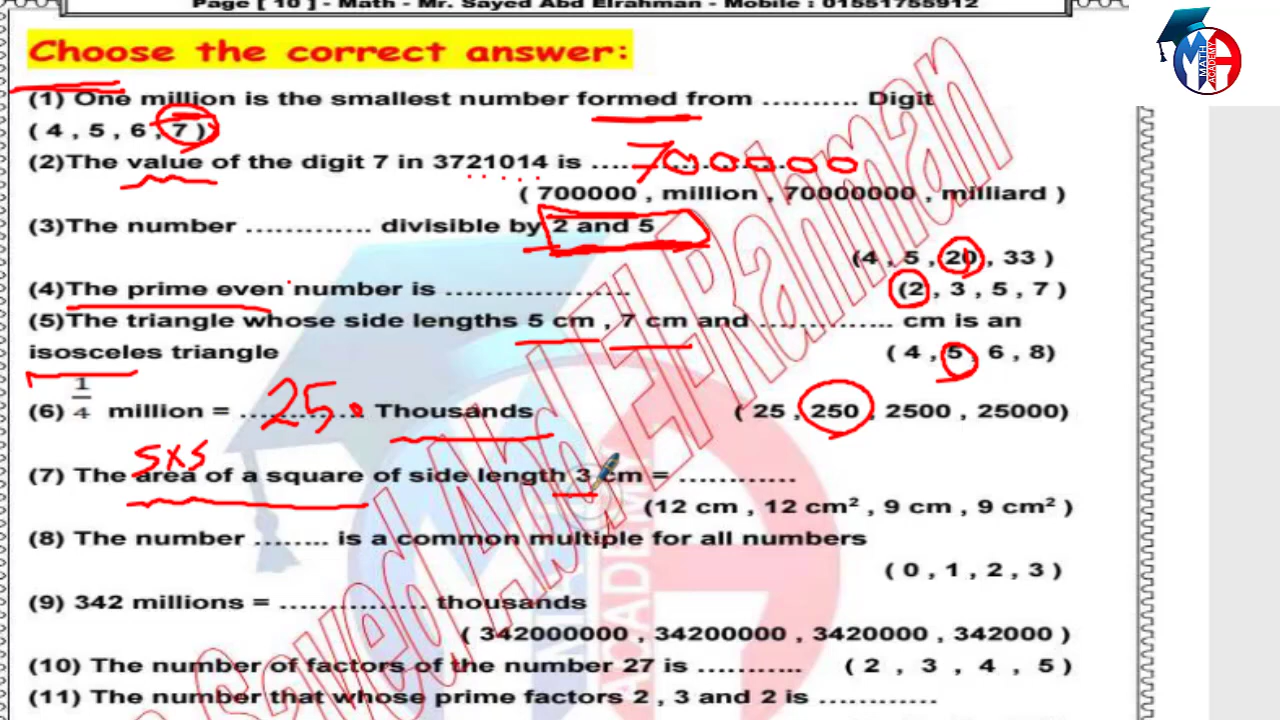 Page [ 10 ] - Math - Mr. Sayed Abd Elrahman - Mobile : 01551755912
MATH ACADEMY
Choose the correct answer:
(1) One million is the smallest number formed from .......... Digit
( 4 , 5 , 6 , 7 )
(2)The value of the digit 7 in 3721014 is ..... 700000
( 700000 , million , 70000000 , milliard )
(3)The number ............. divisible by 2 and 5
(4 , 5 , 20 , 33 )
(4)The prime even number is ....................
(2 , 3 , 5 , 7 )
(5)The triangle whose side lengths 5 cm , 7 cm and .............. cm is an
isosceles triangle
( 4 , 5 , 6 , 8)
(6) 1/4 million = ............. Thousands
25.
( 25 , 250 , 2500 , 25000)
S×S
(7) The area of a square of side length 3 cm = ............
(12 cm , 12 cm² , 9 cm , 9 cm² )
(8) The number ........ is a common multiple for all numbers
( 0 , 1 , 2 , 3 )
(9) 342 millions = ................ thousands
( 342000000 , 34200000 , 3420000 , 342000 )
(10) The number of factors of the number 27 is ........... ( 2 , 3 , 4 , 5 )
(11) The number that whose prime factors 2 , 3 and 2 is .............
Sayed Abd El Rahman